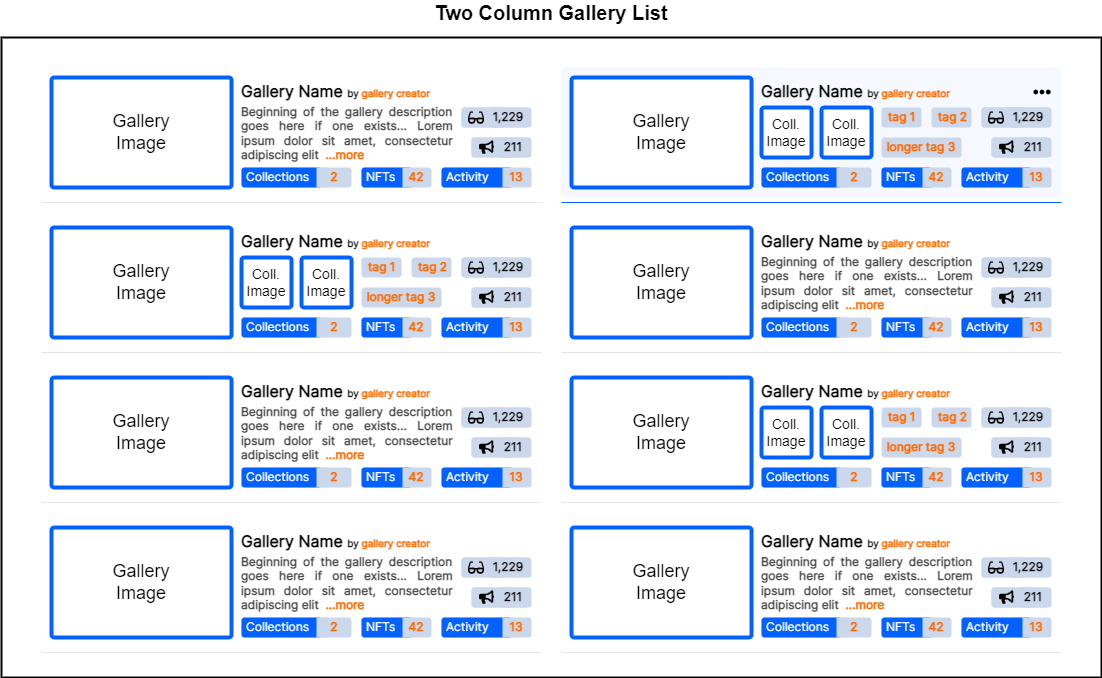 Two Column Gallery List
Gallery
Image
Gallery Name by gallery creator
Beginning of the gallery description
goes here if one exists... Lorem
ipsum dolor sit amet, consectetur
adipiscing elit ...more
1,229
211
Collections 2 NFTs 42 Activity 13
Gallery
Image
Gallery Name by gallery creator
•••
Coll.
Image
Coll.
Image
tag 1 tag 2 1,229
longer tag 3 211
Collections 2 NFTs 42 Activity 13
Gallery
Image
Gallery Name by gallery creator
Coll.
Image
Coll.
Image
tag 1 tag 2 1,229
longer tag 3 211
Collections 2 NFTs 42 Activity 13
Gallery
Image
Gallery Name by gallery creator
Beginning of the gallery description
goes here if one exists... Lorem
ipsum dolor sit amet, consectetur
adipiscing elit ...more
1,229
211
Collections 2 NFTs 42 Activity 13
Gallery
Image
Gallery Name by gallery creator
Beginning of the gallery description
goes here if one exists... Lorem
ipsum dolor sit amet, consectetur
adipiscing elit ...more
1,229
211
Collections 2 NFTs 42 Activity 13
Gallery
Image
Gallery Name by gallery creator
Coll.
Image
Coll.
Image
tag 1 tag 2 1,229
longer tag 3 211
Collections 2 NFTs 42 Activity 13
Gallery
Image
Gallery Name by gallery creator
Beginning of the gallery description
goes here if one exists... Lorem
ipsum dolor sit amet, consectetur
adipiscing elit ...more
1,229
211
Collections 2 NFTs 42 Activity 13
Gallery
Image
Gallery Name by gallery creator
Beginning of the gallery description
goes here if one exists... Lorem
ipsum dolor sit amet, consectetur
adipiscing elit ...more
1,229
211
Collections 2 NFTs 42 Activity 13